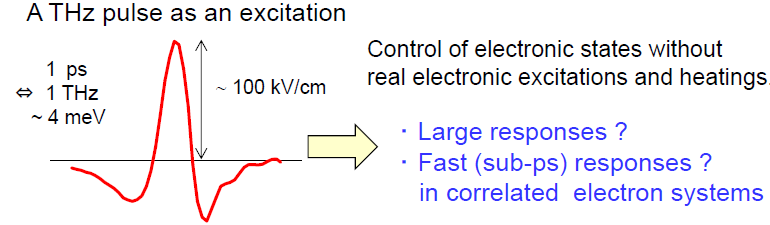 A THz pulse as an excitation
1 ps
⇔ 1 THz
~ 4 meV
~ 100 kV/cm
Control of electronic states without
real electronic excitations and heatings.
・Large responses ?
・Fast (sub-ps) responses ?
in correlated electron systems